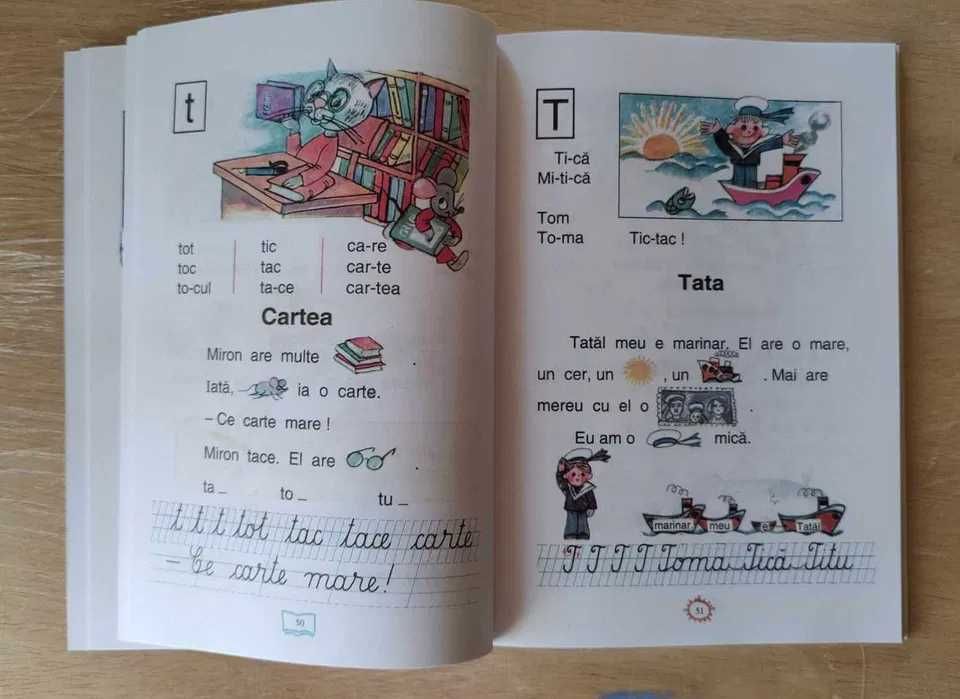 t
tot tic ca-re
toc tac car-te
to-cul ta-ce car-tea
Cartea
Miron are multe .
Iată, ia o carte.
– Ce carte mare !
Miron tace. El are .
ta _ to _ tu _
t t t tot tac tace carte
– Ce carte mare!
50
T
Ti-că
Mi-ti-că
Tom
To-ma Tic-tac !
Tata
Tatăl meu e marinar. El are o mare,
un cer, un , un . Mai are
mereu cu el o .
Eu am o mică.
marinar meu e Tatăl
T T T T Toma Tică Titu
51